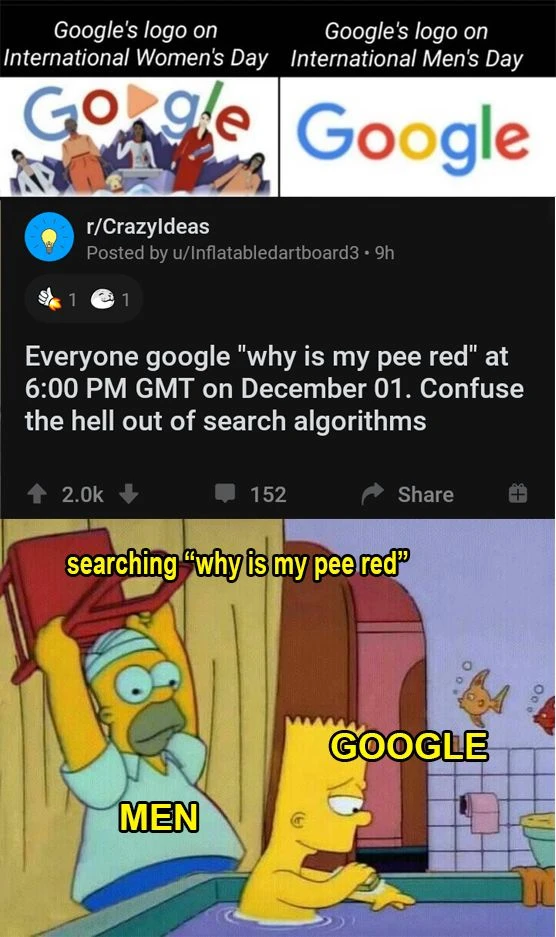 Google's logo on
International Women's Day
Google's logo on
International Men's Day
Google
Google
r/CrazyIdeas
Posted by u/Inflatabledartboard3 • 9h
1 1
Everyone google "why is my pee red" at
6:00 PM GMT on December 01. Confuse
the hell out of search algorithms
2.0k 152 Share
searching “why is my pee red”
GOOGLE
MEN